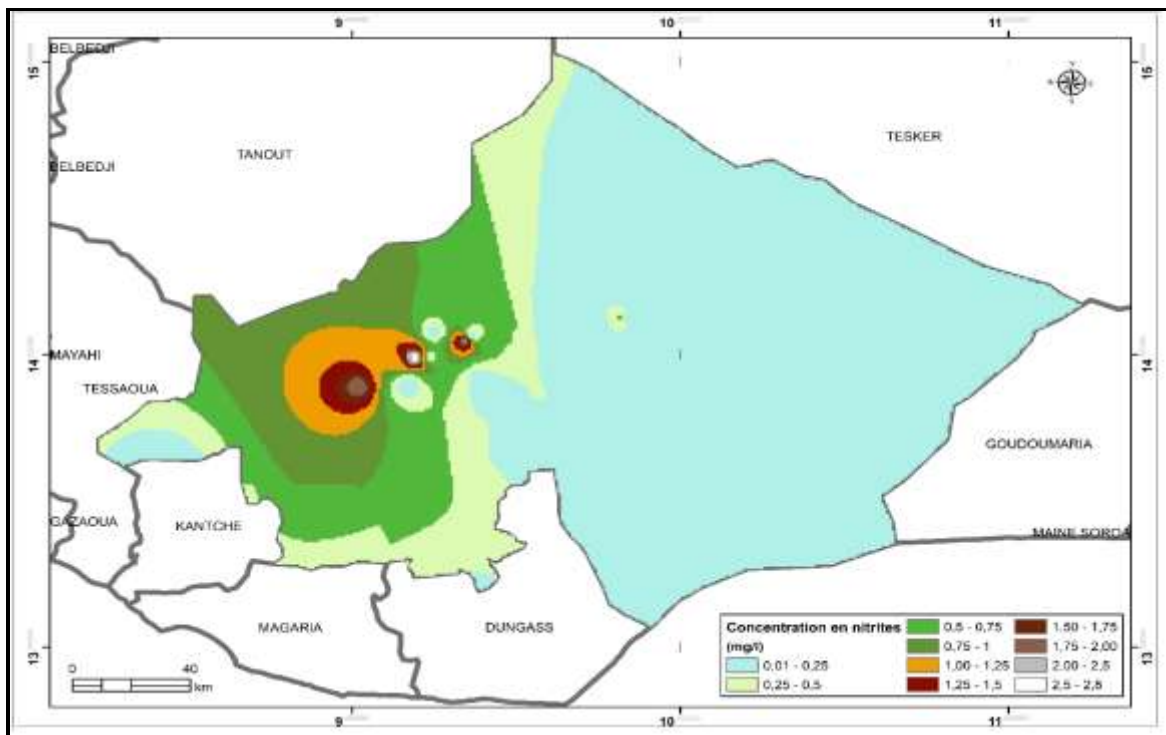 9 10 11
BELBEDJI
15 15
TANOUT
TESKER
BELBEDJI
14 14
MAYAHI
TESSAOUA
GOUDOUMARIA
GAZAOUA
KANTCHE
MAINE SOROA
MAGARIA
DUNGASS
13 13
0 40
km
Concentration en nitrites
(mg/l)
0,01 - 0,25
0,25 - 0,5
0,5 - 0,75
0,75 - 1
1,00 - 1,25
1,25 - 1,5
1,50 - 1,75
1,75 - 2,00
2,00 - 2,5
2,5 - 2,8
9 10 11